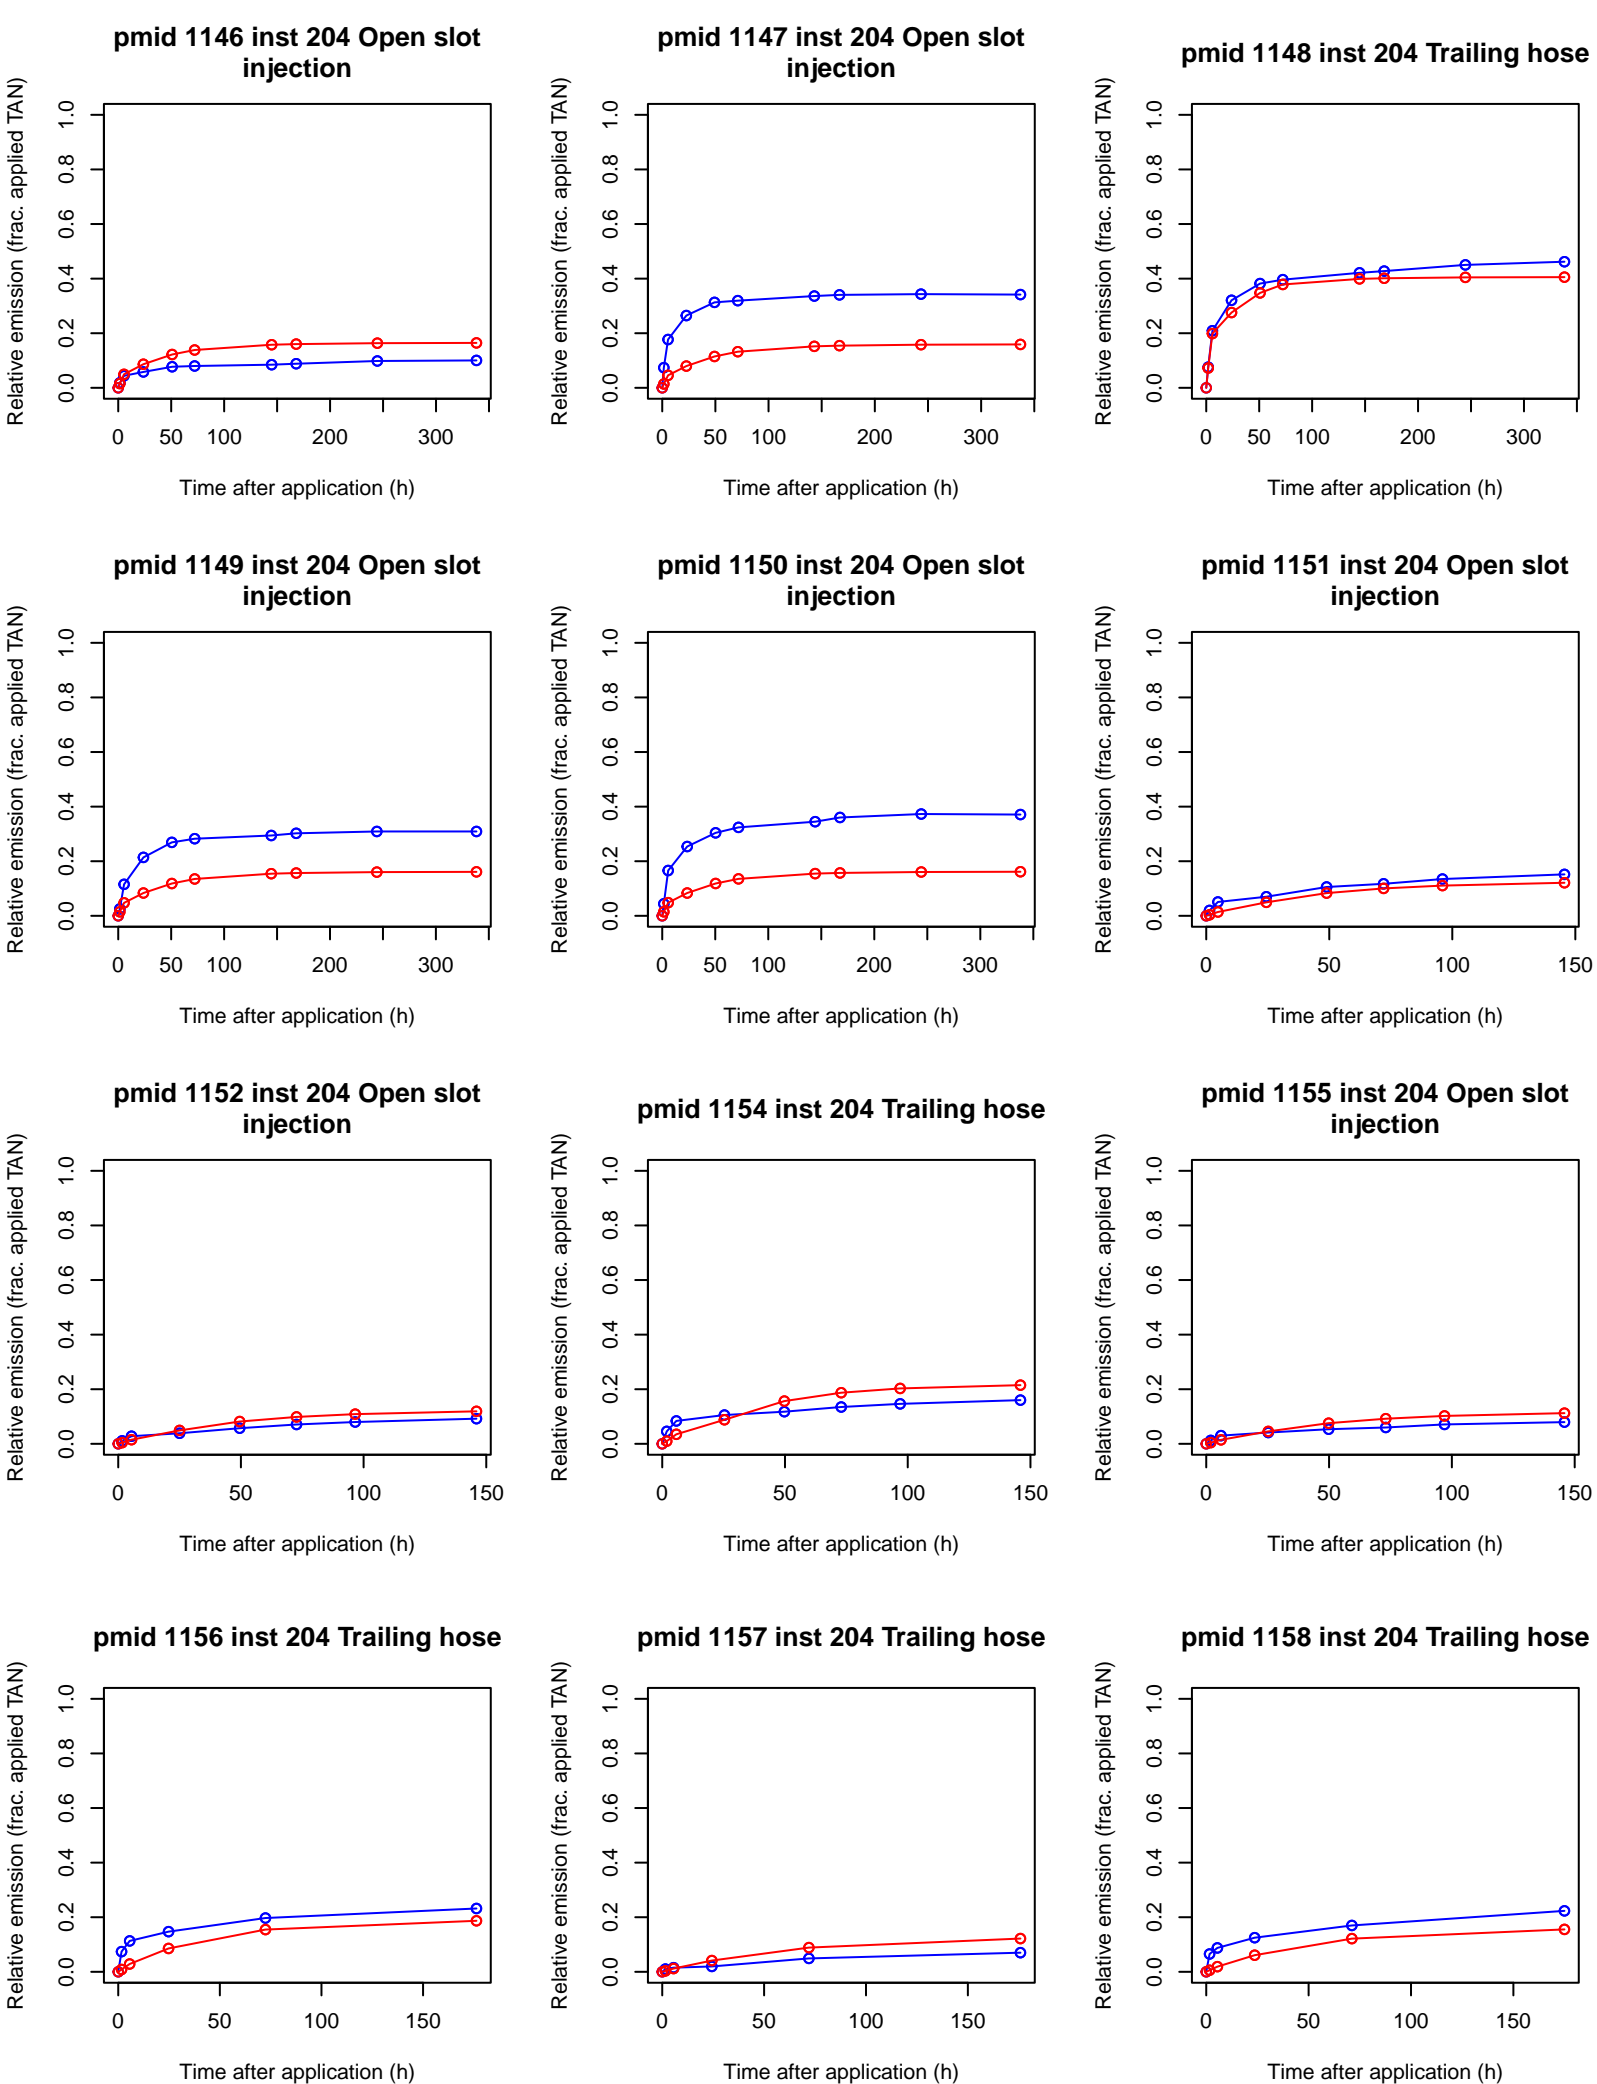 pmid 1146 inst 204 Open slot
injection
Relative emission (frac. applied TAN)
0.0 0.2 0.4 0.6 0.8 1.0
0 50 100 200 300
Time after application (h)
pmid 1147 inst 204 Open slot
injection
Relative emission (frac. applied TAN)
0.0 0.2 0.4 0.6 0.8 1.0
0 50 100 200 300
Time after application (h)
pmid 1148 inst 204 Trailing hose
Relative emission (frac. applied TAN)
0.0 0.2 0.4 0.6 0.8 1.0
0 50 100 200 300
Time after application (h)
pmid 1149 inst 204 Open slot
injection
Relative emission (frac. applied TAN)
0.0 0.2 0.4 0.6 0.8 1.0
0 50 100 200 300
Time after application (h)
pmid 1150 inst 204 Open slot
injection
Relative emission (frac. applied TAN)
0.0 0.2 0.4 0.6 0.8 1.0
0 50 100 200 300
Time after application (h)
pmid 1151 inst 204 Open slot
injection
Relative emission (frac. applied TAN)
0.0 0.2 0.4 0.6 0.8 1.0
0 50 100 150
Time after application (h)
pmid 1152 inst 204 Open slot
injection
Relative emission (frac. applied TAN)
0.0 0.2 0.4 0.6 0.8 1.0
0 50 100 150
Time after application (h)
pmid 1154 inst 204 Trailing hose
Relative emission (frac. applied TAN)
0.0 0.2 0.4 0.6 0.8 1.0
0 50 100 150
Time after application (h)
pmid 1155 inst 204 Open slot
injection
Relative emission (frac. applied TAN)
0.0 0.2 0.4 0.6 0.8 1.0
0 50 100 150
Time after application (h)
pmid 1156 inst 204 Trailing hose
Relative emission (frac. applied TAN)
0.0 0.2 0.4 0.6 0.8 1.0
0 50 100 150
Time after application (h)
pmid 1157 inst 204 Trailing hose
Relative emission (frac. applied TAN)
0.0 0.2 0.4 0.6 0.8 1.0
0 50 100 150
Time after application (h)
pmid 1158 inst 204 Trailing hose
Relative emission (frac. applied TAN)
0.0 0.2 0.4 0.6 0.8 1.0
0 50 100 150
Time after application (h)